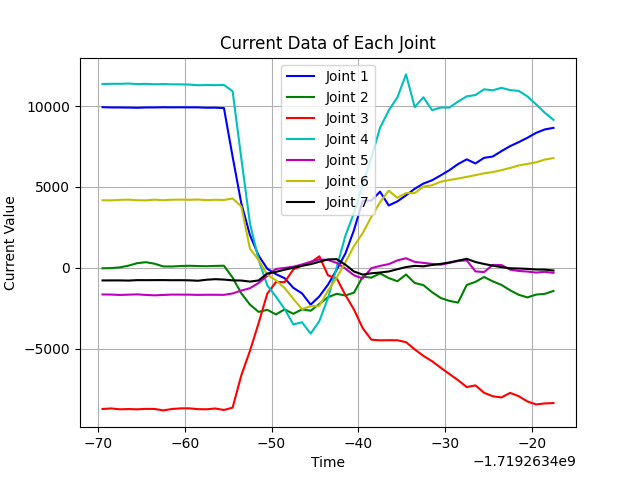 Current Data of Each Joint
Joint 1
Joint 2
Joint 3
Joint 4
Joint 5
Joint 6
Joint 7
10000
5000
0
−5000
Current Value
−70 −60 −50 −40 −30 −20
Time
−1.7192634e9